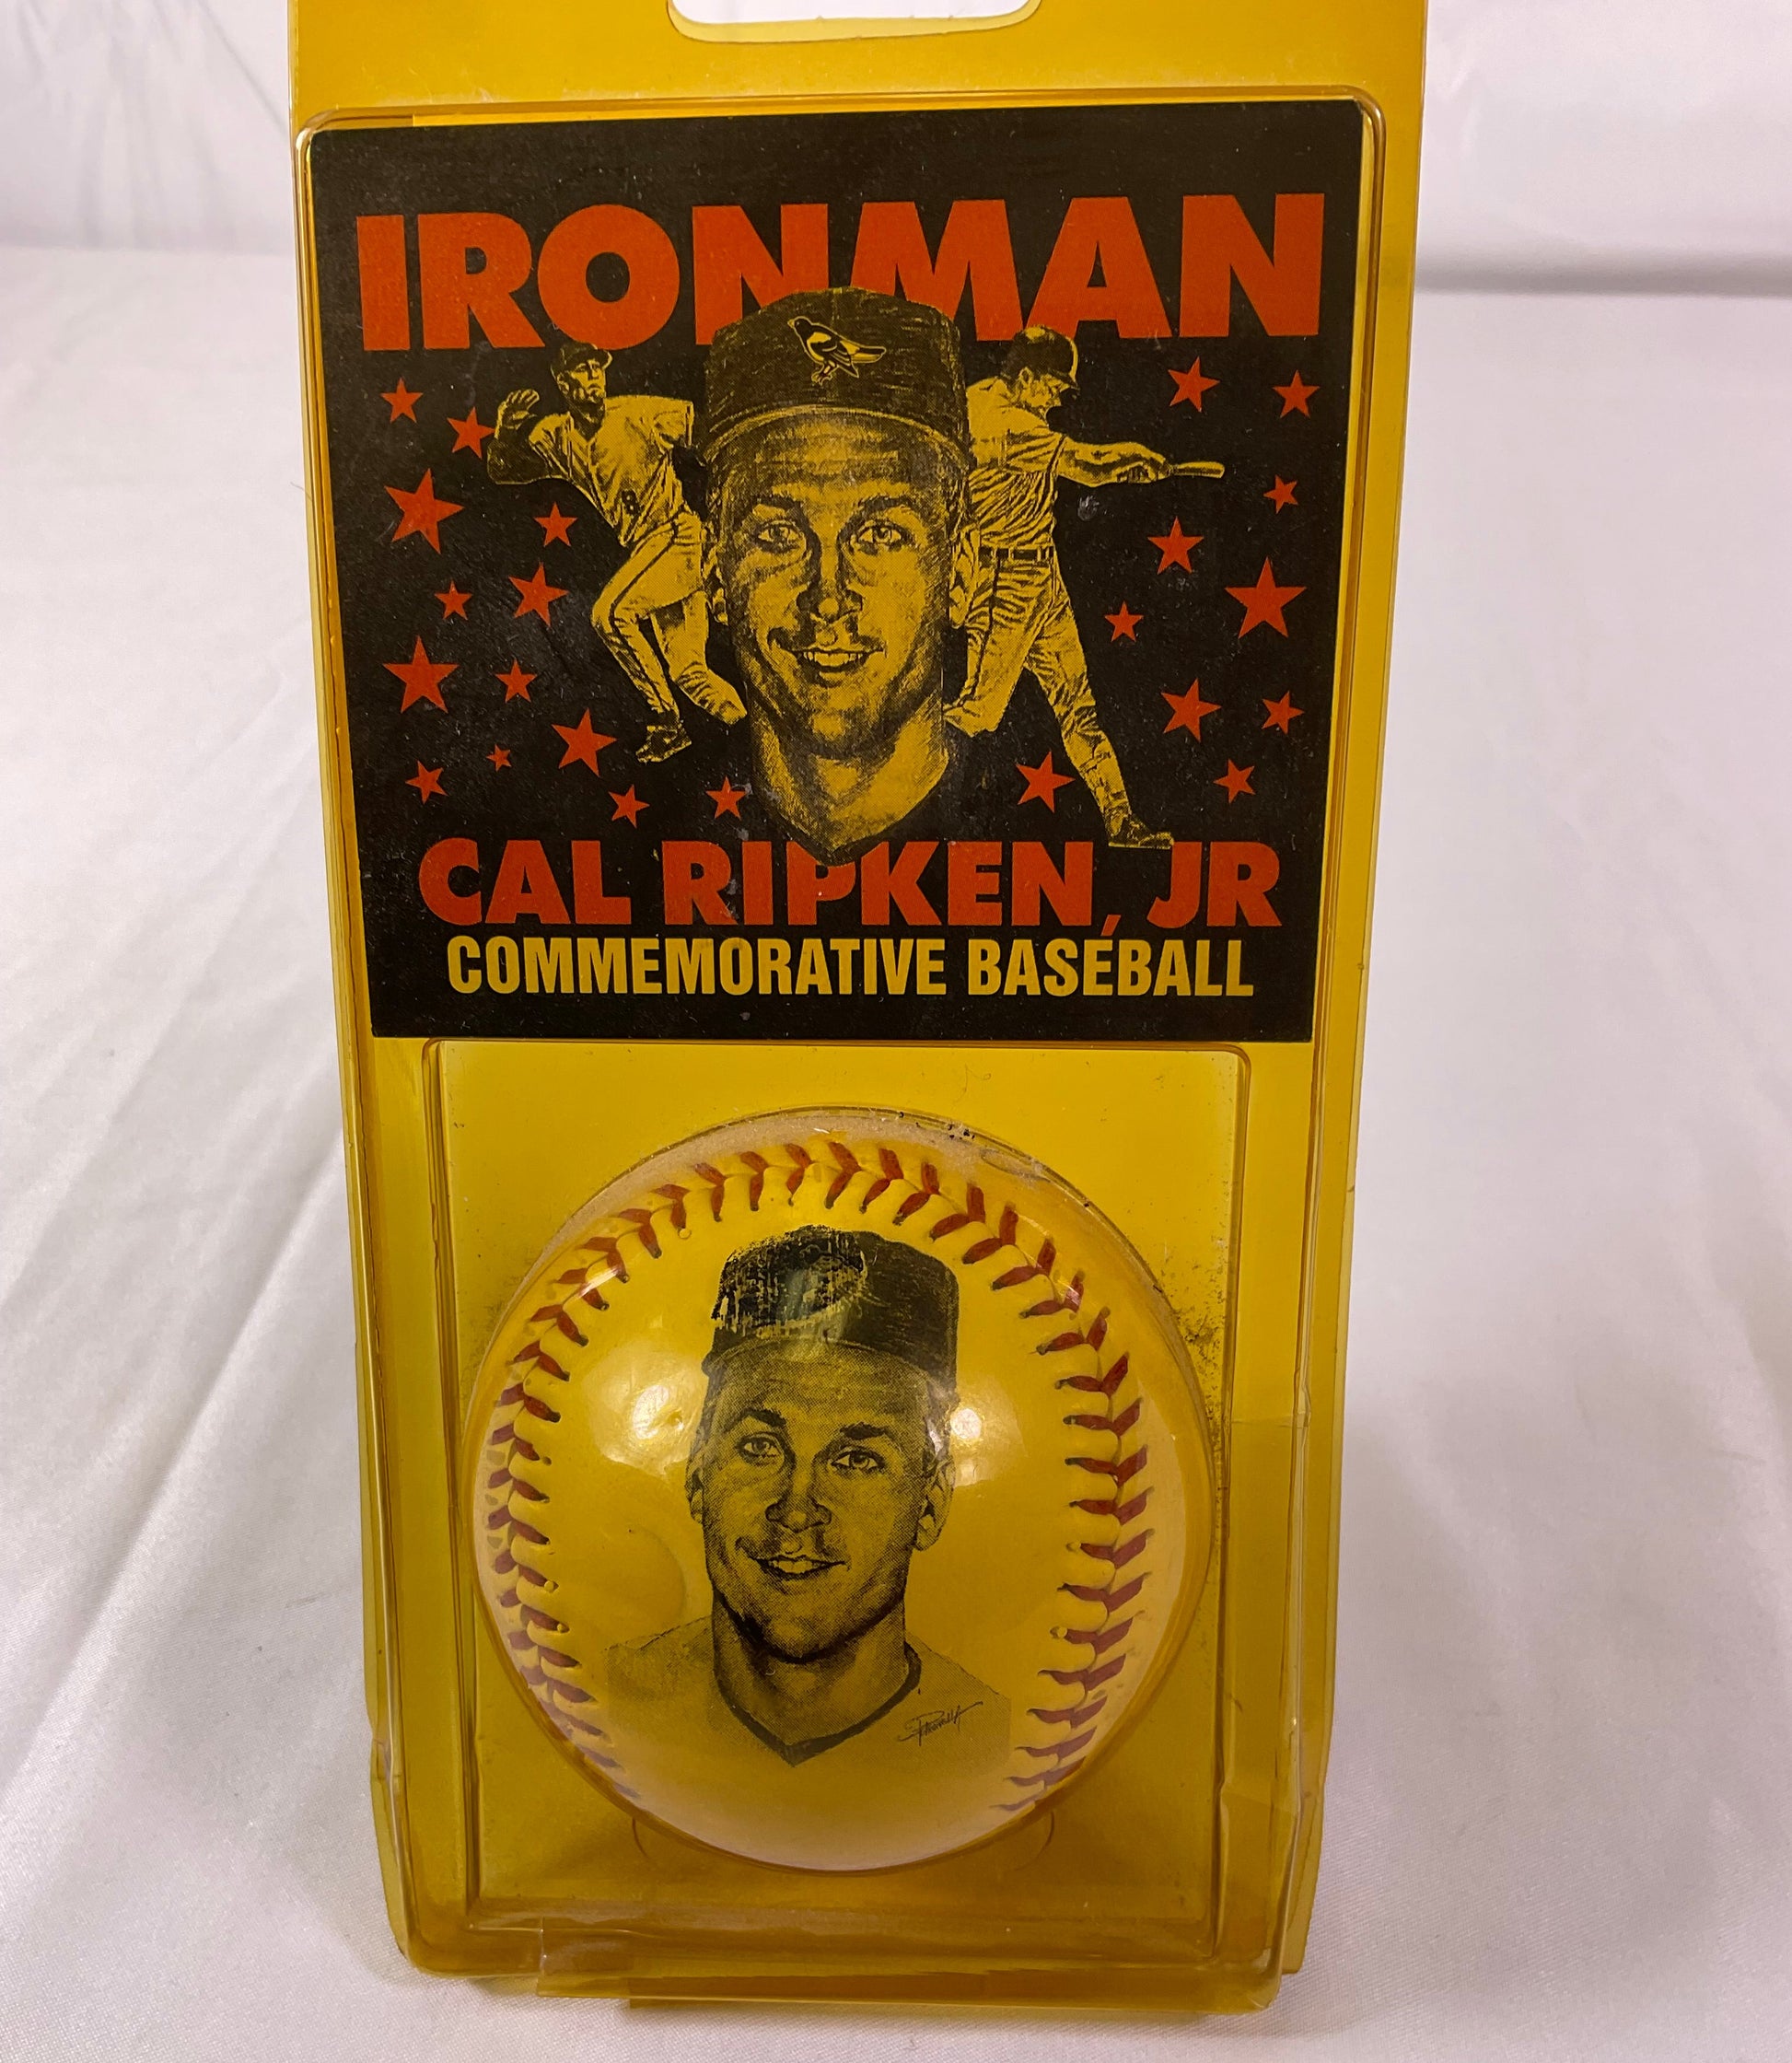 IRONMAN
CAL RIPKEN, JR
COMMEMORATIVE BASEBALL